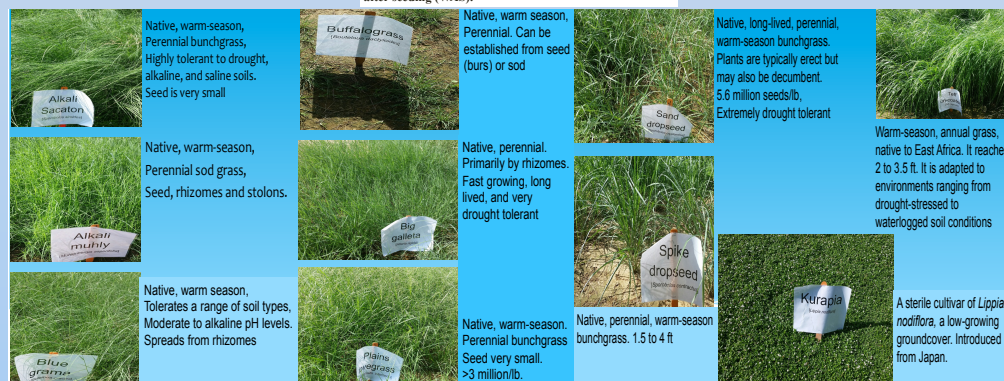 Native, warm-season,
Perennial bunchgrass,
Highly tolerant to drought,
alkaline, and saline soils.
Seed is very small
Alkali
Sacaton
Native, warm-season,
Perennial sod grass,
Seed, rhizomes and stolons.
Alkali
muhly
Native, warm season,
Tolerates a range of soil types,
Moderate to alkaline pH levels.
Spreads from rhizomes
Blue
grama
Buffalograss
Native, warm season,
Perennial. Can be
established from seed
(burs) or sod
Native, perennial.
Primarily by rhizomes.
Fast growing, long
lived, and very
drought tolerant
Big
galleta
Native, warm-season.
Perennial bunchgrass
Seed very small.
>3 million/lb.
Plains
Native, long-lived, perennial,
warm-season bunchgrass.
Plants are typically erect but
may also be decumbent.
5.6 million seeds/lb,
Extremely drought tolerant
Sand
dropseed
Spike
dropseed
Native, perennial, warm-season
bunchgrass. 1.5 to 4 ft
Warm-season, annual grass,
native to East Africa. It reache
2 to 3.5 ft. It is adapted to
environments ranging from
drought-stressed to
waterlogged soil conditions
Kurapia
A sterile cultivar of Lippia
nodiflora, a low-growing
groundcover. Introduced
from Japan.